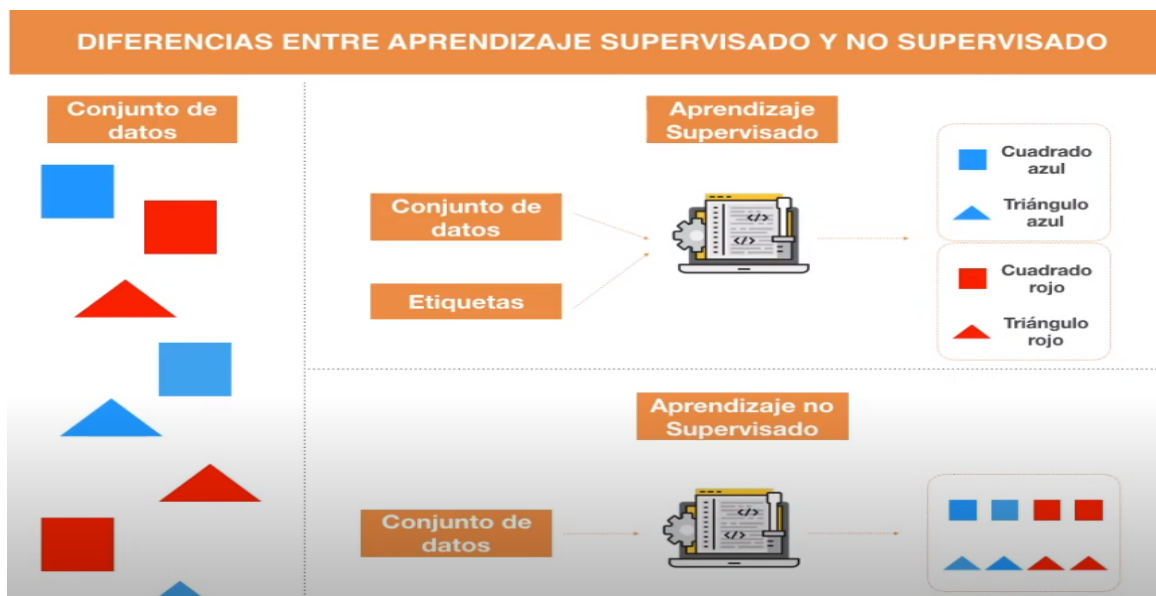 DIFERENCIAS ENTRE APRENDIZAJE SUPERVISADO Y NO SUPERVISADO
Conjunto de
datos
Aprendizaje
Supervisado
Conjunto de
datos
Etiquetas
</>
</>
Cuadrado
azul
Triángulo
azul
Cuadrado
rojo
Triángulo
rojo
Aprendizaje no
Supervisado
Conjunto de
datos
</>
</>